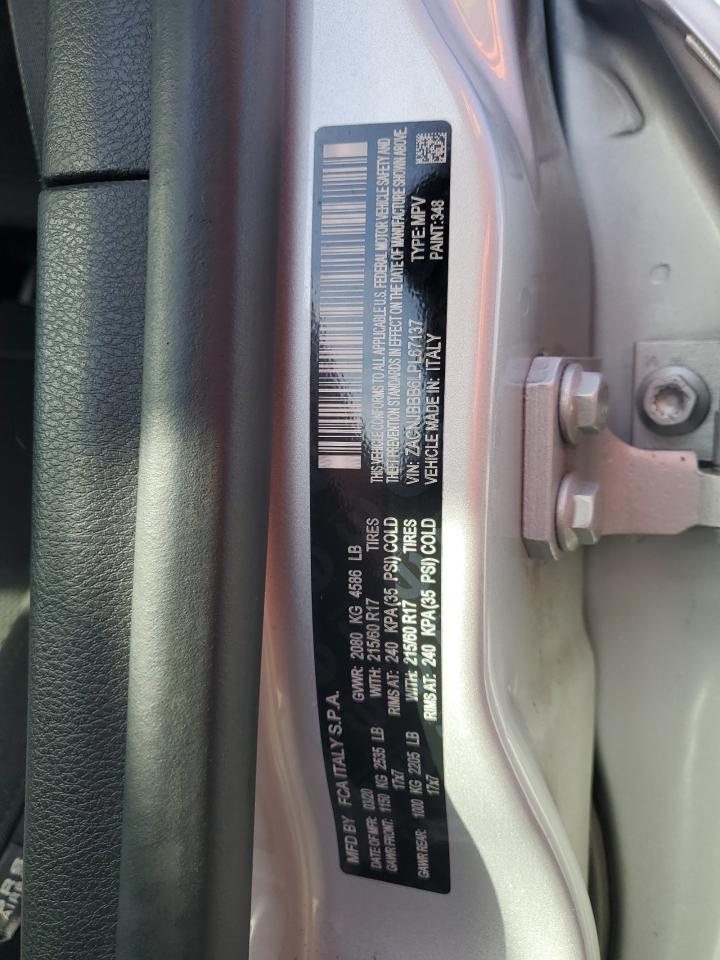 MFD BY FCA ITALY S.P.A.
DATE OF MFR: 03/20 GVWR: 2080 KG 4586 LB
GAWR FRONT: 1150 KG 2535 LB WITH: 215/60 R17 TIRES
17x7 RIMS AT: 240 KPA(35 PSI) COLD
GAWR REAR: 1000 KG 2205 LB WITH: 215/60 R17 TIRES
17x7 RIMS AT: 240 KPA(35 PSI) COLD
THIS VEHICLE CONFORMS TO ALL APPLICABLE U.S. FEDERAL MOTOR VEHICLE SAFETY AND
THEFT PREVENTION STANDARDS IN EFFECT ON THE DATE OF MANUFACTURE SHOWN ABOVE.
VIN: ZACNJBBB6LPL67137 TYPE: MPV
VEHICLE MADE IN: ITALY PAINT: 348